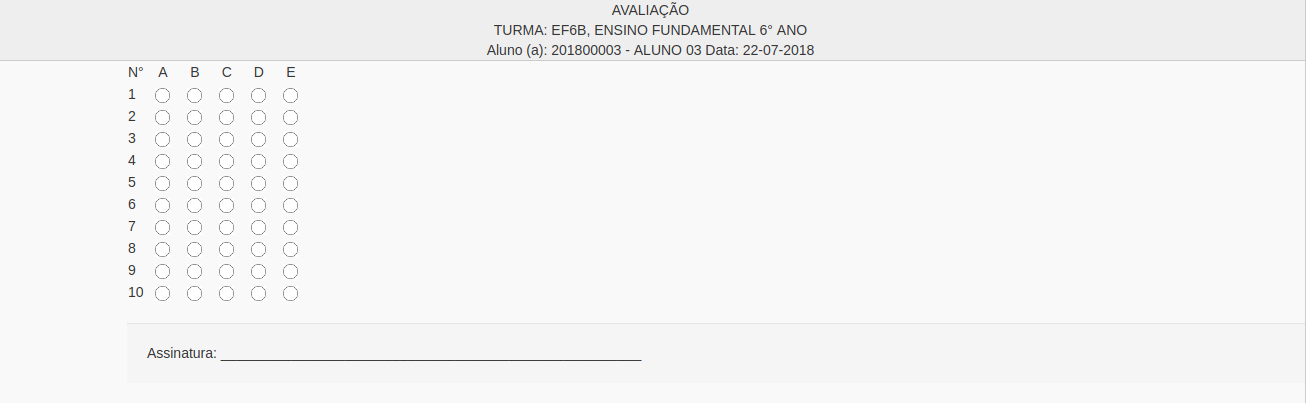 AVALIAÇÃO
TURMA: EF6B, ENSINO FUNDAMENTAL 6° ANO
Aluno (a): 201800003 - ALUNO 03 Data: 22-07-2018
N° A B C D E
1
2
3
4
5
6
7
8
9
10
Assinatura: ______________________________________________________